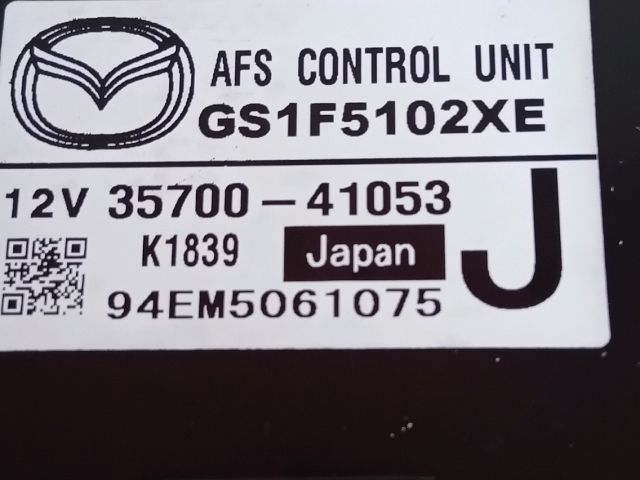 AFS CONTROL UNIT
GS1F5102XE
12V 35700-41053
K1839 Japan J
94EM5061075